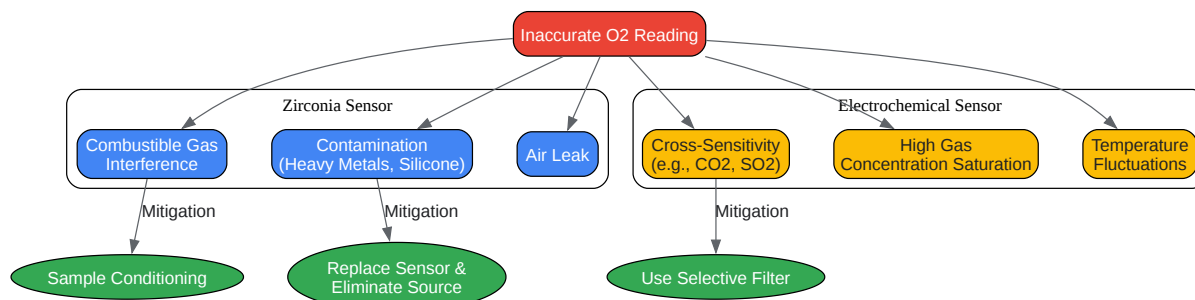 Inaccurate O2 Reading
Zirconia Sensor
Electrochemical Sensor
Combustible Gas
Interference
Contamination
(Heavy Metals, Silicone)
Air Leak
Cross-Sensitivity
(e.g., CO2, SO2)
High Gas
Concentration Saturation
Temperature
Fluctuations
Mitigation
Mitigation
Mitigation
Sample Conditioning
Replace Sensor &
Eliminate Source
Use Selective Filter